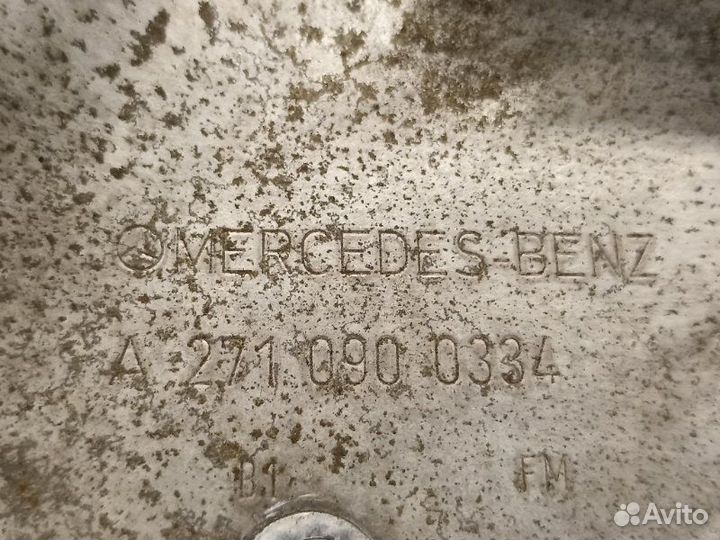 MERCEDES-BENZ
A 271 090 0334
B1 FM
Avito